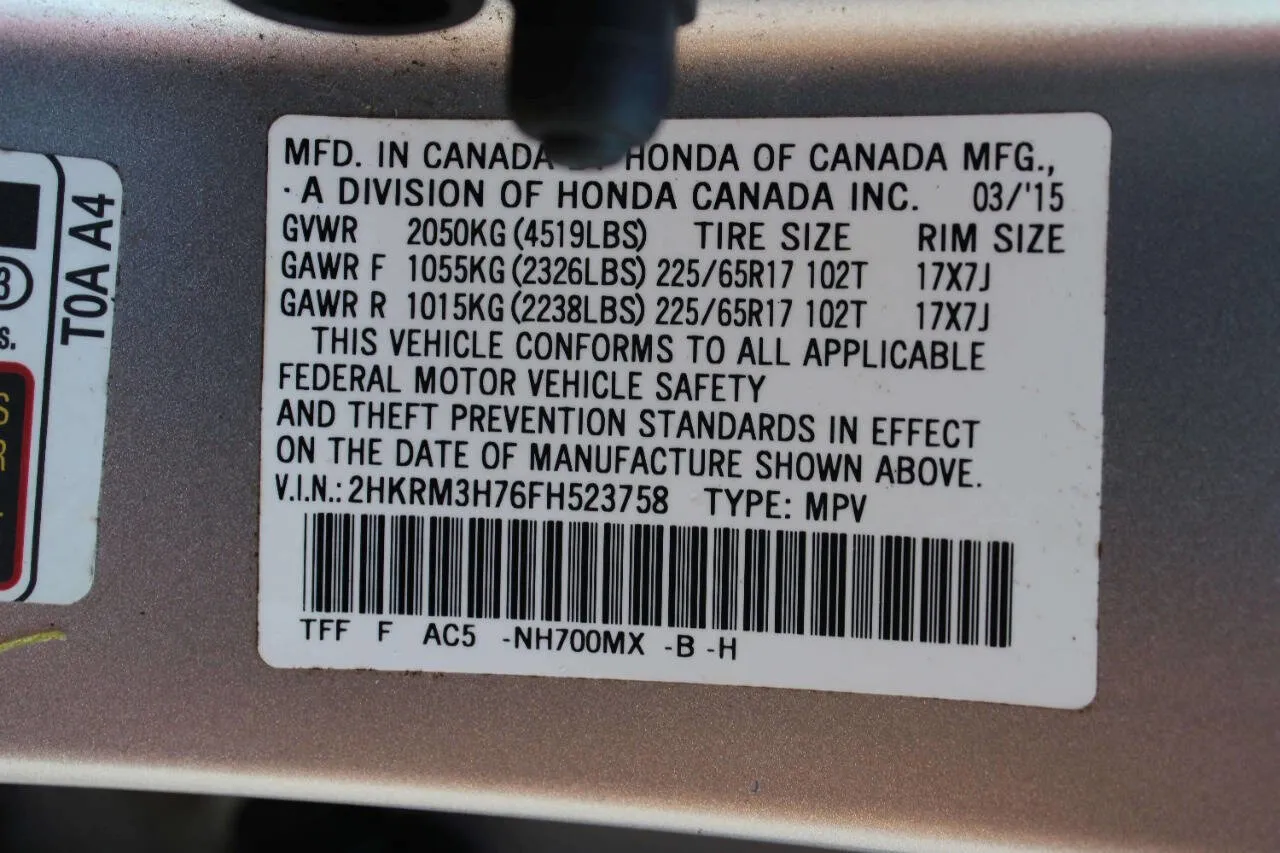 MFD. IN CANADA HONDA OF CANADA MFG.,
· A DIVISION OF HONDA CANADA INC. 03/'15
GVWR 2050KG (4519LBS) TIRE SIZE RIM SIZE
GAWR F 1055KG (2326LBS) 225/65R17 102T 17X7J
GAWR R 1015KG (2238LBS) 225/65R17 102T 17X7J
THIS VEHICLE CONFORMS TO ALL APPLICABLE
FEDERAL MOTOR VEHICLE SAFETY
AND THEFT PREVENTION STANDARDS IN EFFECT
ON THE DATE OF MANUFACTURE SHOWN ABOVE.
V.I.N.: 2HKRM3H76FH523758 TYPE: MPV
TFF F AC5 -NH700MX -B -H
T0A A4